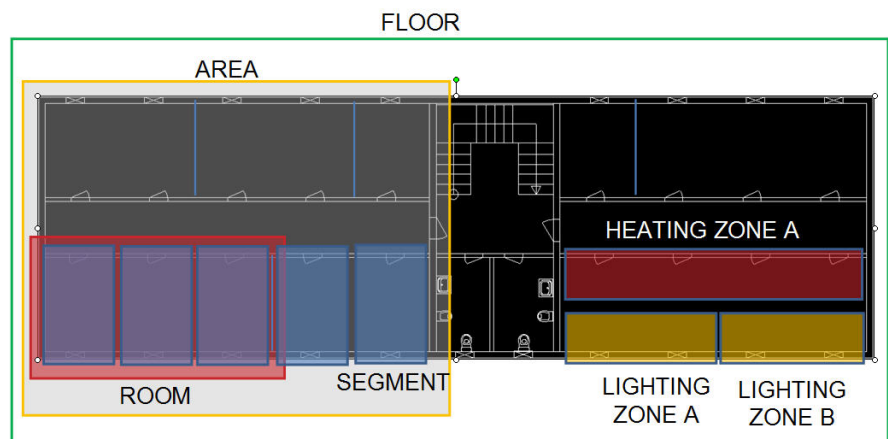 FLOOR
AREA
HEATING ZONE A
ROOM
SEGMENT
LIGHTING
ZONE A
LIGHTING
ZONE B